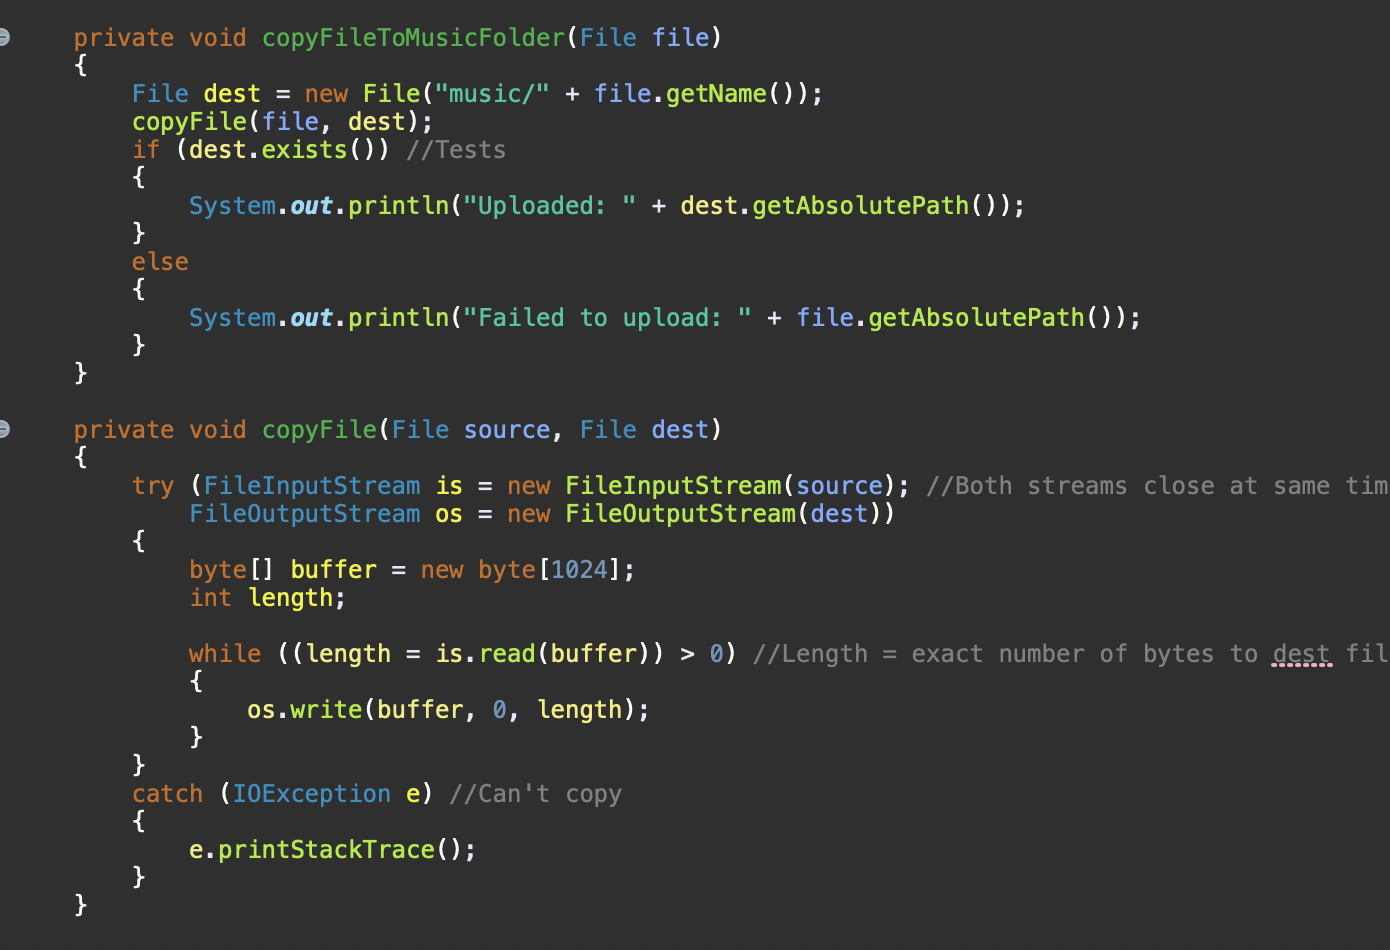 private void copyFileToMusicFolder(File file)
{
File dest = new File("music/" + file.getName());
copyFile(file, dest);
if (dest.exists()) //Tests
{
System.out.println("Uploaded: " + dest.getAbsolutePath());
}
else
{
System.out.println("Failed to upload: " + file.getAbsolutePath());
}
}
private void copyFile(File source, File dest)
{
try (FileInputStream is = new FileInputStream(source); //Both streams close at same tim
FileOutputStream os = new FileOutputStream(dest))
{
byte[] buffer = new byte[1024];
int length;
while ((length = is.read(buffer)) > 0) //Length = exact number of bytes to dest fil
{
os.write(buffer, 0, length);
}
}
catch (IOException e) //Can't copy
{
e.printStackTrace();
}
}